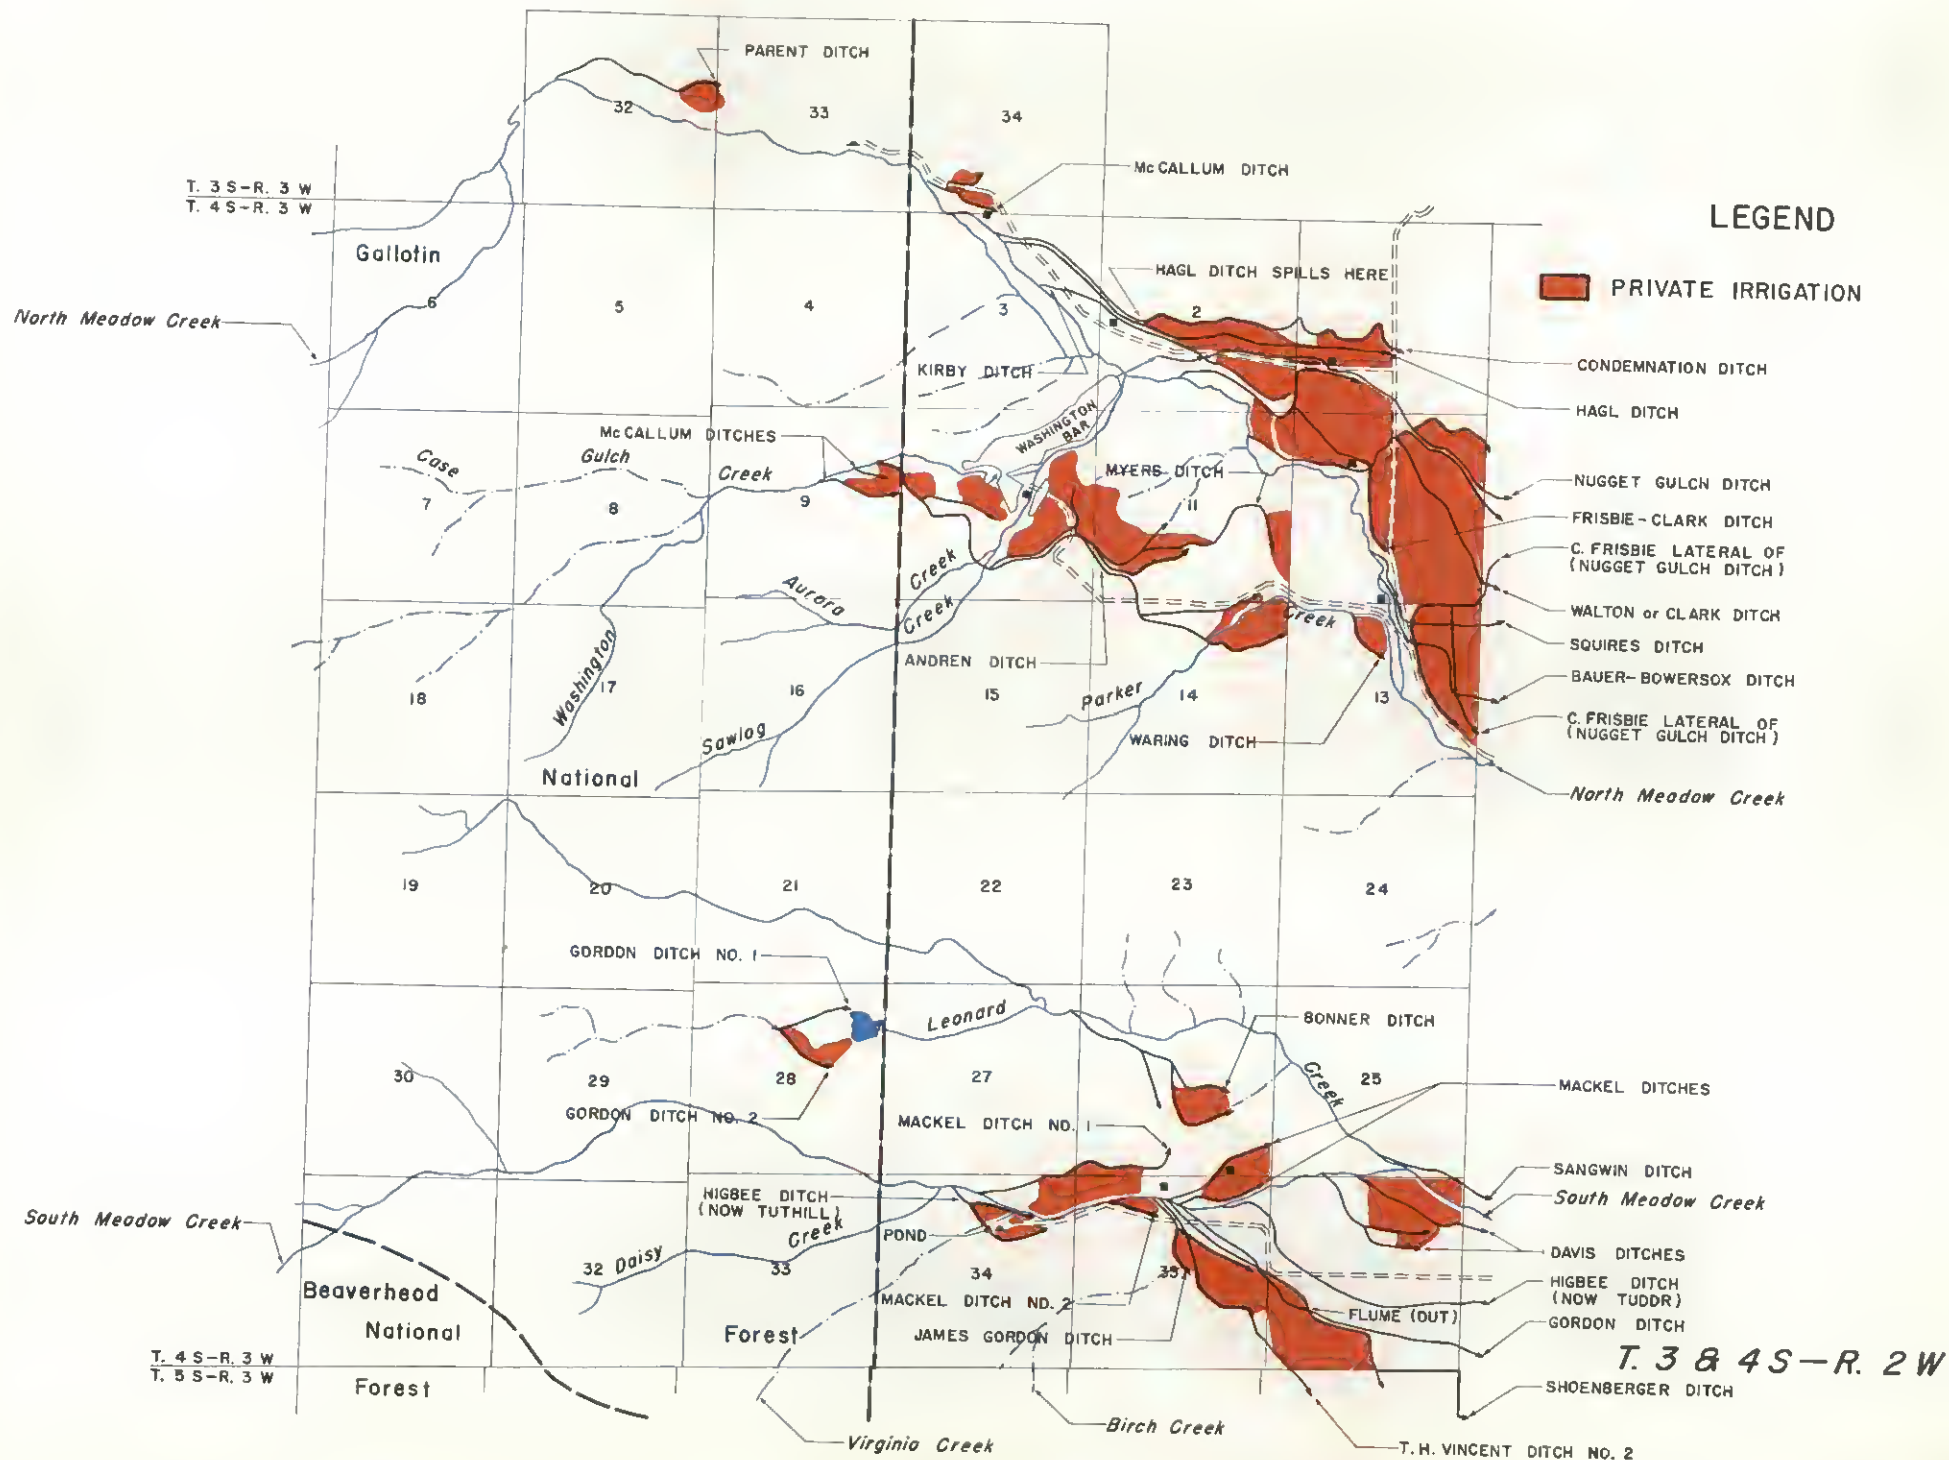 PARENT DITCH
32
33
34
McCALLUM DITCH
T. 3 S-R. 3 W
T. 4 S-R. 3 W
LEGEND
Gallotin
HAGL DITCH SPILLS HERE
PRIVATE IRRIGATION
6
5
4
3
2
North Meadow Creek
KIRBY DITCH
CONDEMNATION DITCH
HAGL DITCH
WASHINGTON
BAR
McCALLUM DITCHES
Case
Gulch
Creek
MYERS DITCH
NUGGET GULCH DITCH
7
8
9
11
FRISBIE-CLARK DITCH
C. FRISBIE LATERAL OF
(NUGGET GULCH DITCH)
Aurora
Creek
Creek
Creek
WALTON or CLARK DITCH
SQUIRES DITCH
ANDREN DITCH
BAUER-BOWERSOX DITCH
18
Washington
17
16
15
Parker
14
13
C. FRISBIE LATERAL OF
(NUGGET GULCH DITCH)
Sawlog
WARING DITCH
National
North Meadow Creek
19
20
21
22
23
24
GORDON DITCH NO. 1
Leonard
BONNER DITCH
Creek
30
29
28
27
25
MACKEL DITCHES
GORDON DITCH NO. 2
MACKEL DITCH NO. 1
SANGWIN DITCH
HIGBEE DITCH
(NOW TUTHILL)
South Meadow Creek
South Meadow Creek
Creek
POND
DAVIS DITCHES
32
Daisy
33
34
35
Beaverhead
HIGBEE DITCH
(NOW TUDDR)
MACKEL DITCH NO. 2
FLUME (OUT)
National
Forest
JAMES GORDON DITCH
GORDON DITCH
T. 4 S-R. 3 W
T. 5 S-R. 3 W
T. 3 & 4 S-R. 2 W
Forest
SHOENBERGER DITCH
Birch Creek
Virginia Creek
T. H. VINCENT DITCH NO. 2